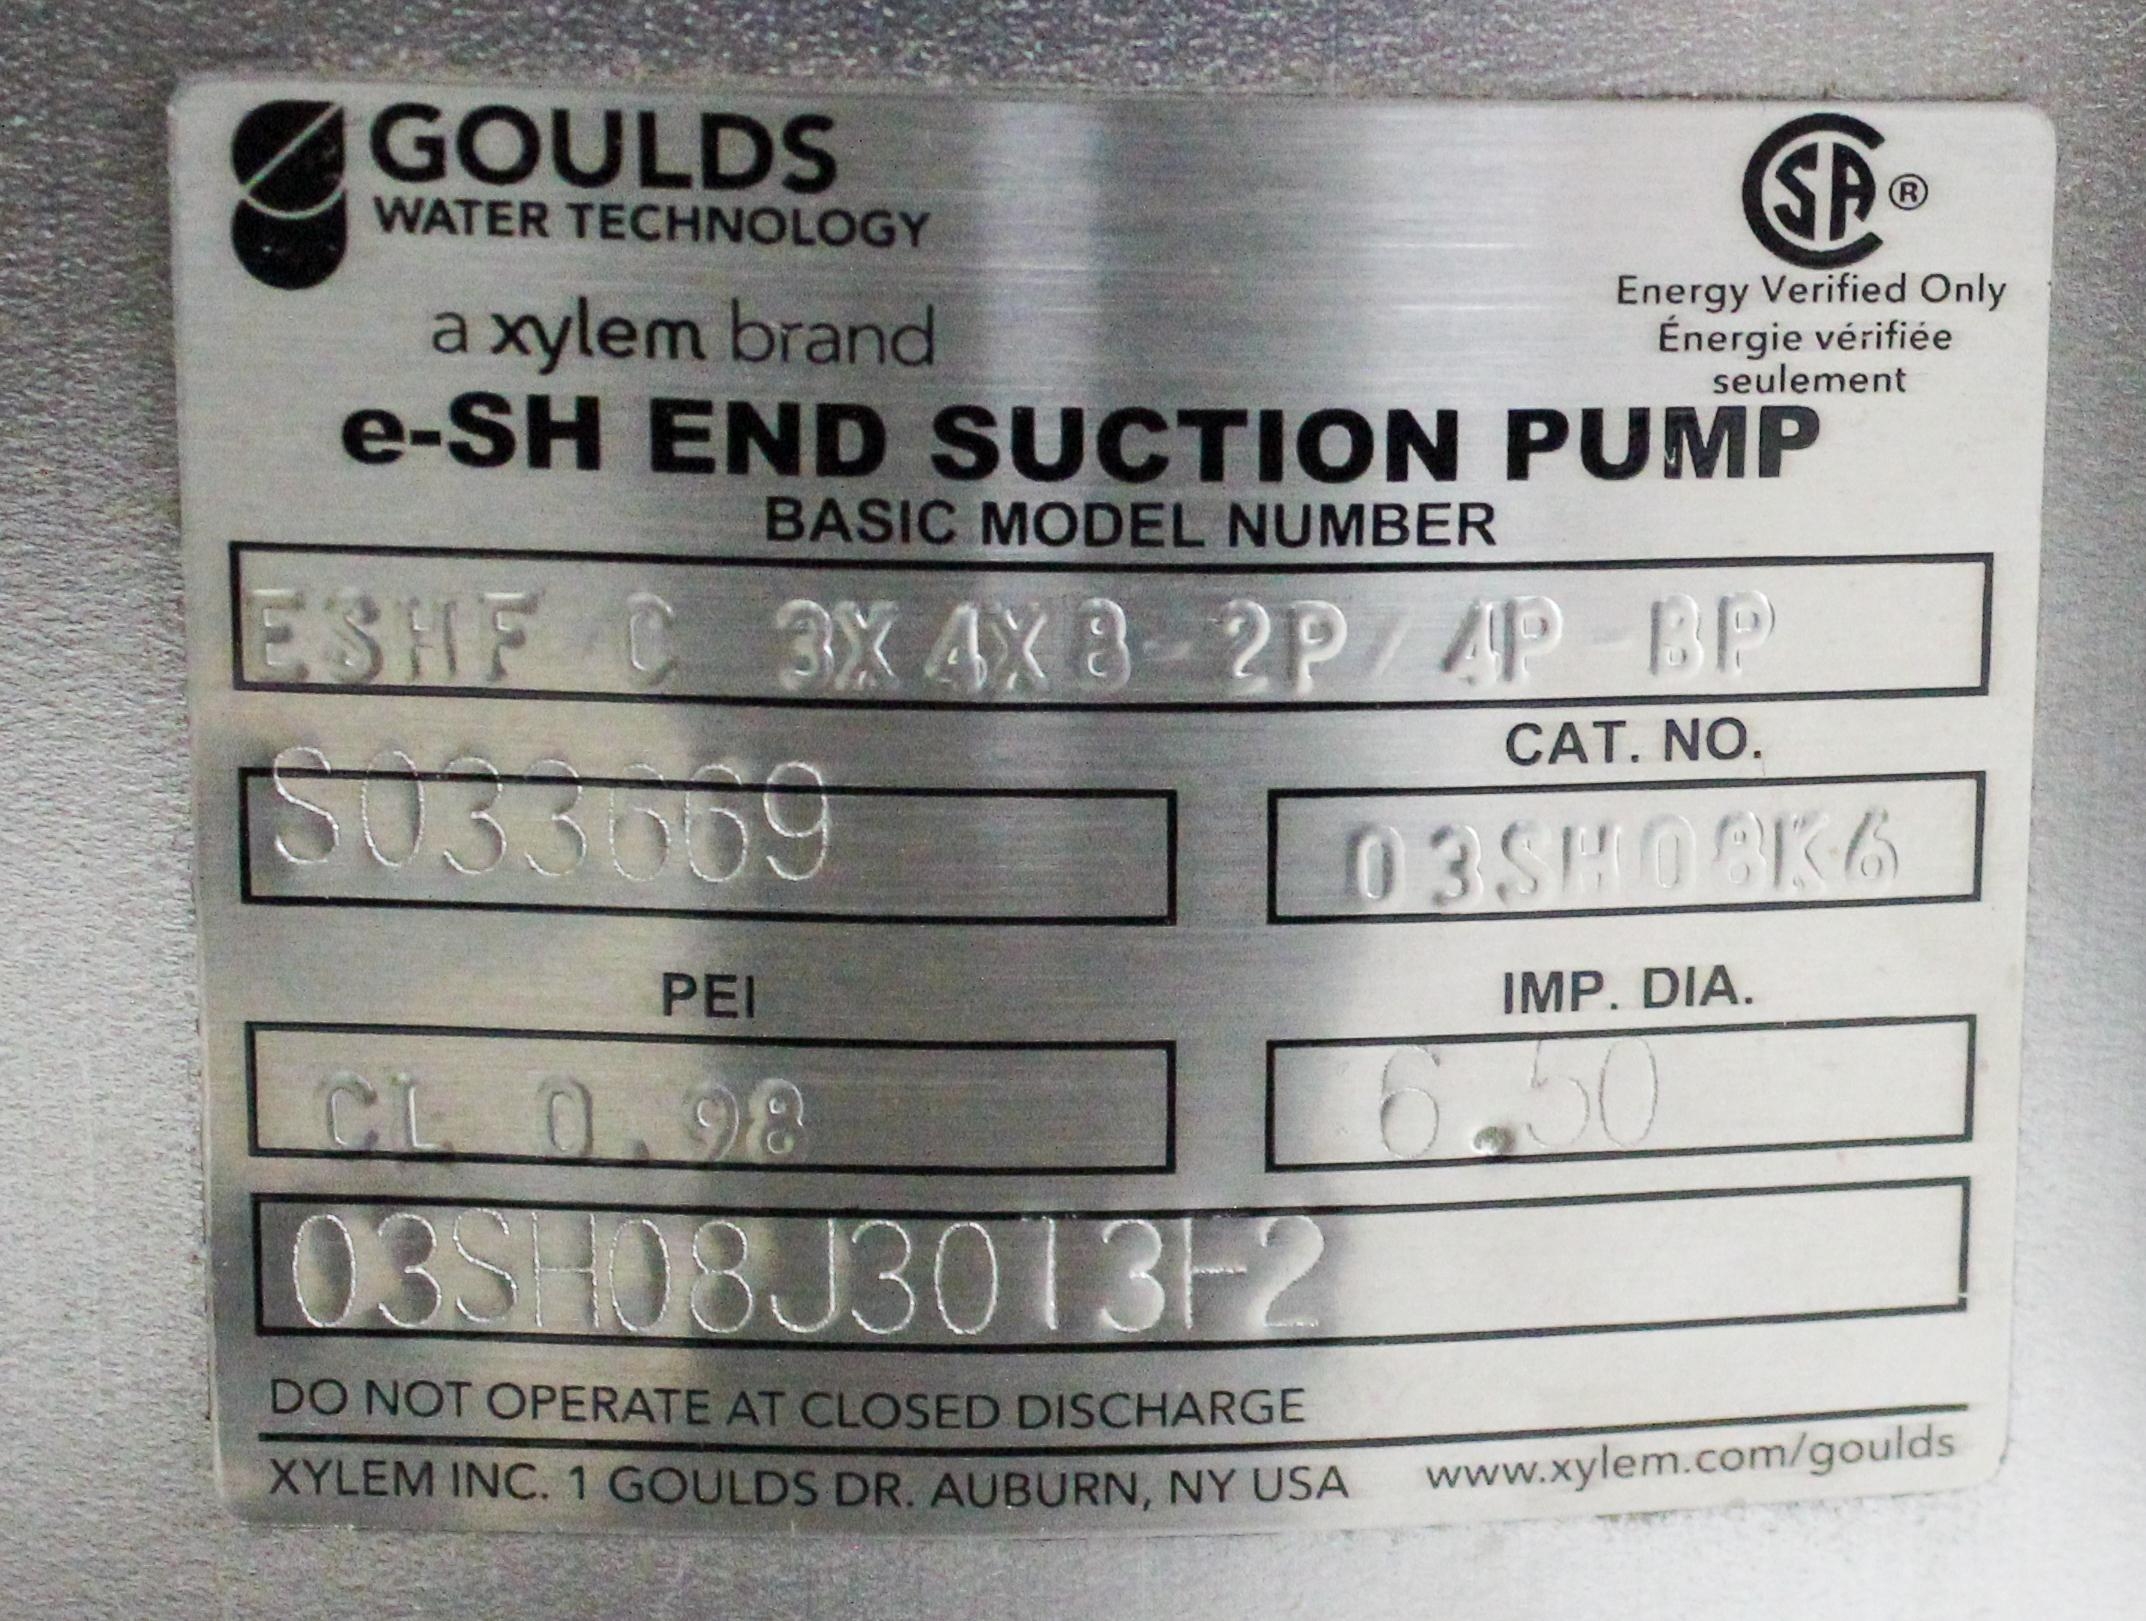 GOULDS
WATER TECHNOLOGY
a xylem brand
CSA ®
Energy Verified Only
Énergie vérifiée
seulement
e-SH END SUCTION PUMP
BASIC MODEL NUMBER
ESHF C 3X4X8-2P/4P-BP
CAT. NO.
S033669
03SH08K6
PEI
IMP. DIA.
CL 0.98
6.50
03SH08J3013H2
DO NOT OPERATE AT CLOSED DISCHARGE
XYLEM INC. 1 GOULDS DR. AUBURN, NY USA
www.xylem.com/goulds